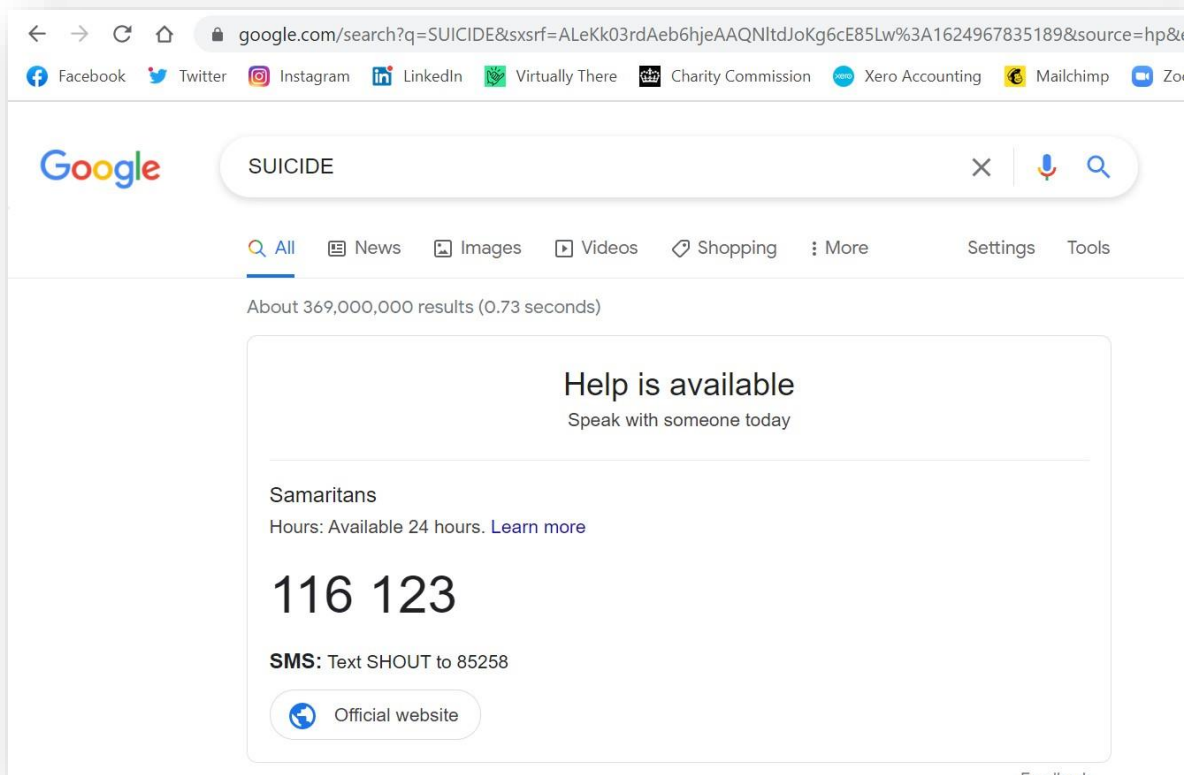 google.com/search?q=SUICIDE&sxsrf=ALeKk03rdAeb6hjeAAQNltdJoKg6cE85Lw%3A1624967835189&source=hp&e
Facebook Twitter Instagram LinkedIn Virtually There Charity Commission xero Xero Accounting Mailchimp Zoo
Google SUICIDE
All News Images Videos Shopping More Settings Tools
About 369,000,000 results (0.73 seconds)
Help is available
Speak with someone today
Samaritans
Hours: Available 24 hours. Learn more
116 123
SMS: Text SHOUT to 85258
Official website